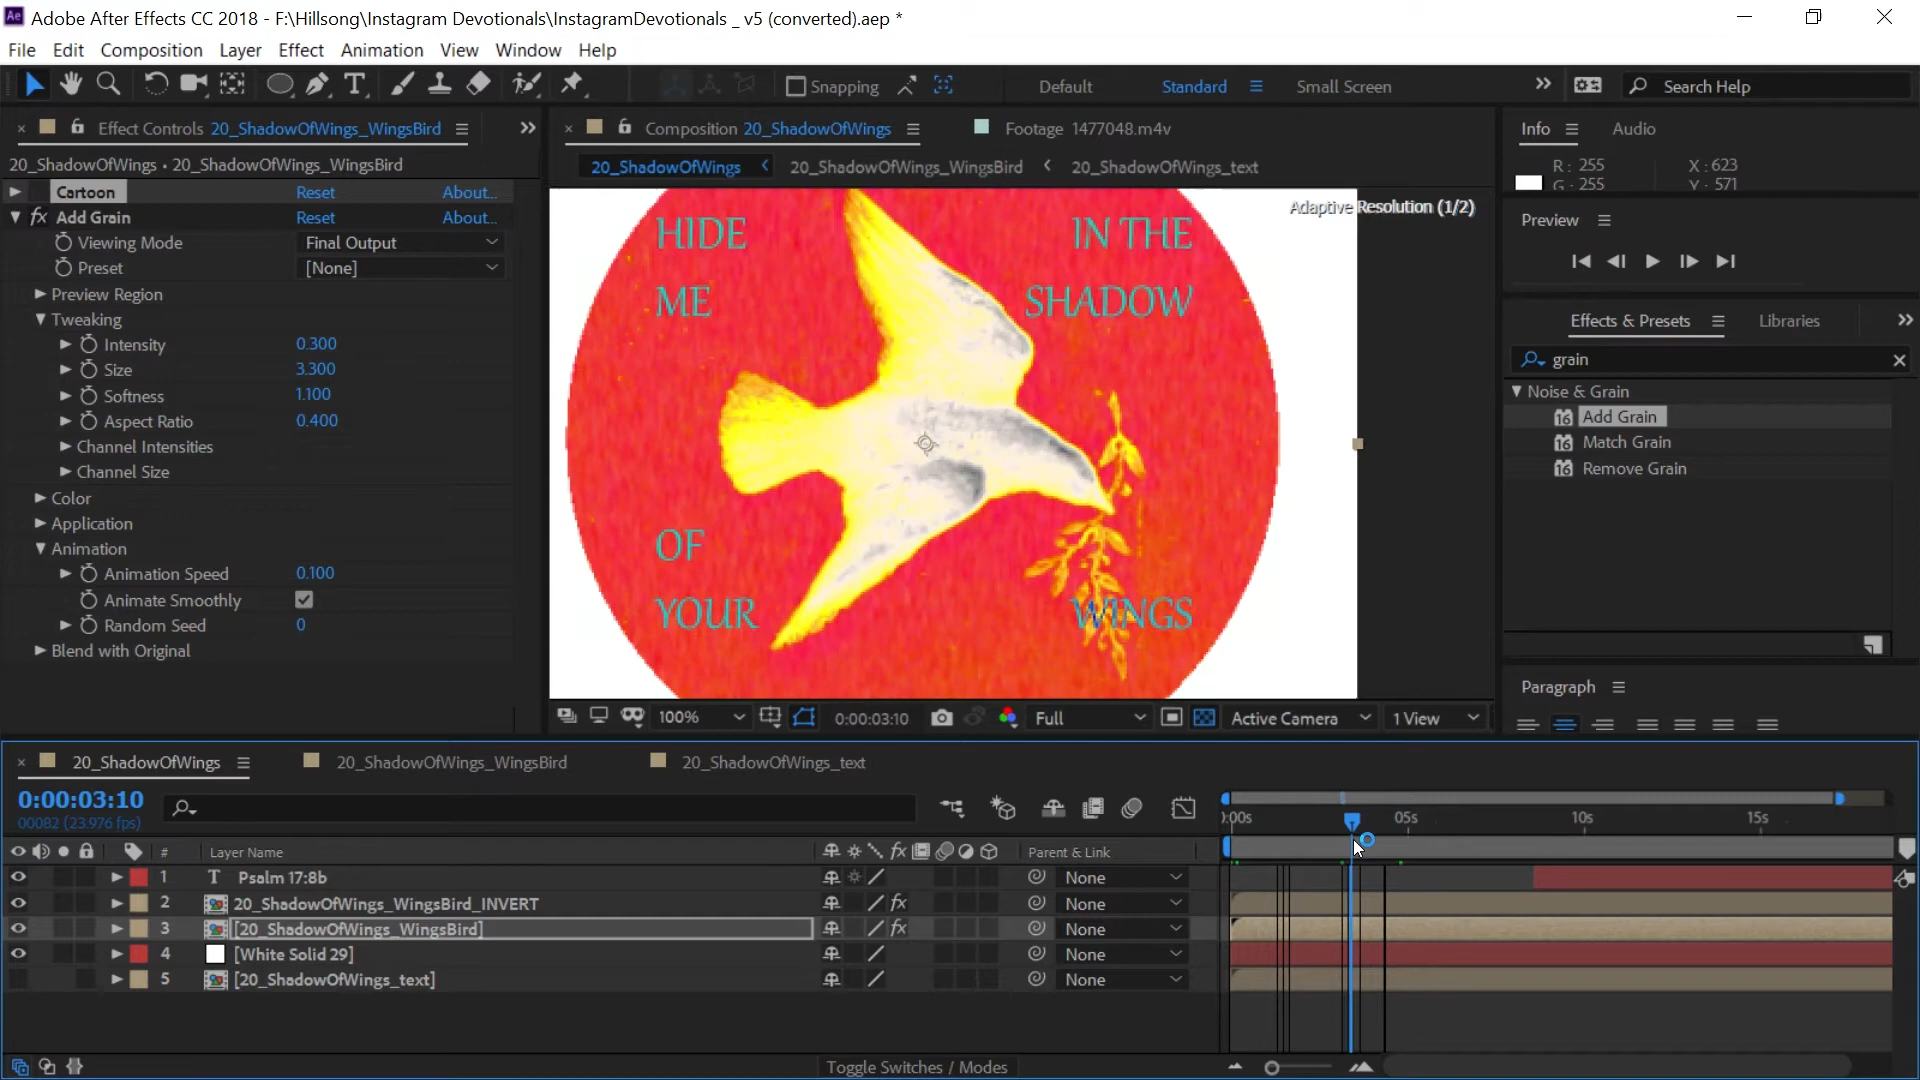 Adobe After Effects CC 2018 - F:\Hillsong\Instagram Devotionals\InstagramDevotionals _ v5 (converted).aep *
File Edit Composition Layer Effect Animation View Window Help
Snapping Default Standard Small Screen Search Help
Effect Controls 20_ShadowOfWings_WingsBird
20_ShadowOfWings • 20_ShadowOfWings_WingsBird
Cartoon Reset About...
fx Add Grain Reset About...
Viewing Mode Final Output
Preset [None]
Preview Region
Tweaking
Intensity 0.300
Size 3.300
Softness 1.100
Aspect Ratio 0.400
Channel Intensities
Channel Size
Color
Application
Animation
Animation Speed 0.100
Animate Smoothly
Random Seed 0
Blend with Original
Composition 20_ShadowOfWings Footage 1477048.m4v
20_ShadowOfWings 20_ShadowOfWings_WingsBird 20_ShadowOfWings_text
Adaptive Resolution (1/2)
HIDE IN THE
ME SHADOW
OF
YOUR WINGS
100% 0:00:03:10 Full Active Camera 1 View
Info Audio
R: 255 X: 623
G: 255 Y: 571
Preview
Effects & Presets Libraries
grain
Noise & Grain
16 Add Grain
16 Match Grain
16 Remove Grain
Paragraph
20_ShadowOfWings 20_ShadowOfWings_WingsBird 20_ShadowOfWings_text
0:00:03:10
00082 (23.976 fps)
):00s 05s 10s 15s
# Layer Name fx Parent & Link
1 T Psalm 17:8b None
2 20_ShadowOfWings_WingsBird_INVERT fx None
3 [20_ShadowOfWings_WingsBird] fx None
4 [White Solid 29] None
5 [20_ShadowOfWings_text] None
Toggle Switches / Modes